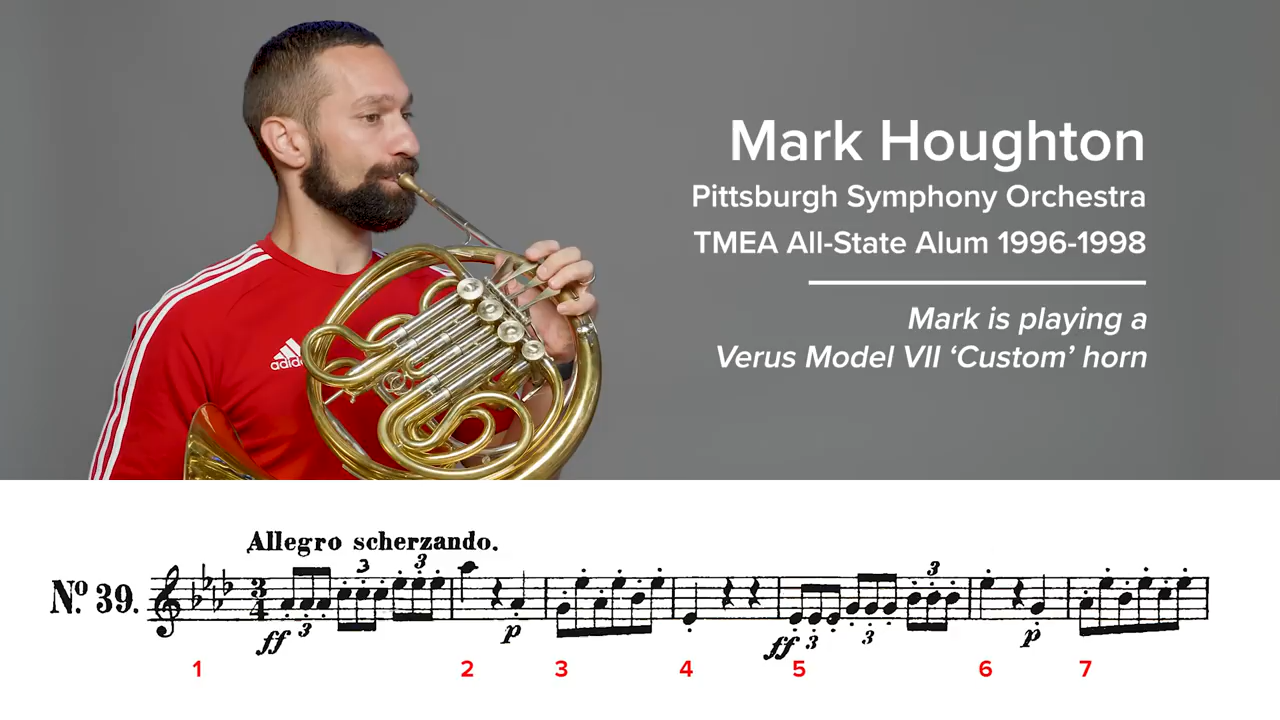 Mark Houghton
Pittsburgh Symphony Orchestra
TMEA All-State Alum 1996-1998
Mark is playing a
Verus Model VII ‘Custom’ horn
adidas
Allegro scherzando.
3 3 3
Nº 39. 3/4
ff 3 p ff 3 3 p
1 2 3 4 5 6 7